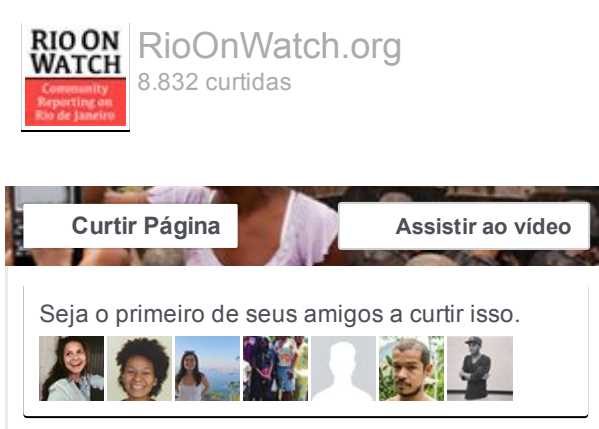 RIO ON
WATCH
Community
Reporting on
Rio de Janeiro
RioOnWatch.org
8.832 curtidas
Curtir Página
Assistir ao vídeo
Seja o primeiro de seus amigos a curtir isso.